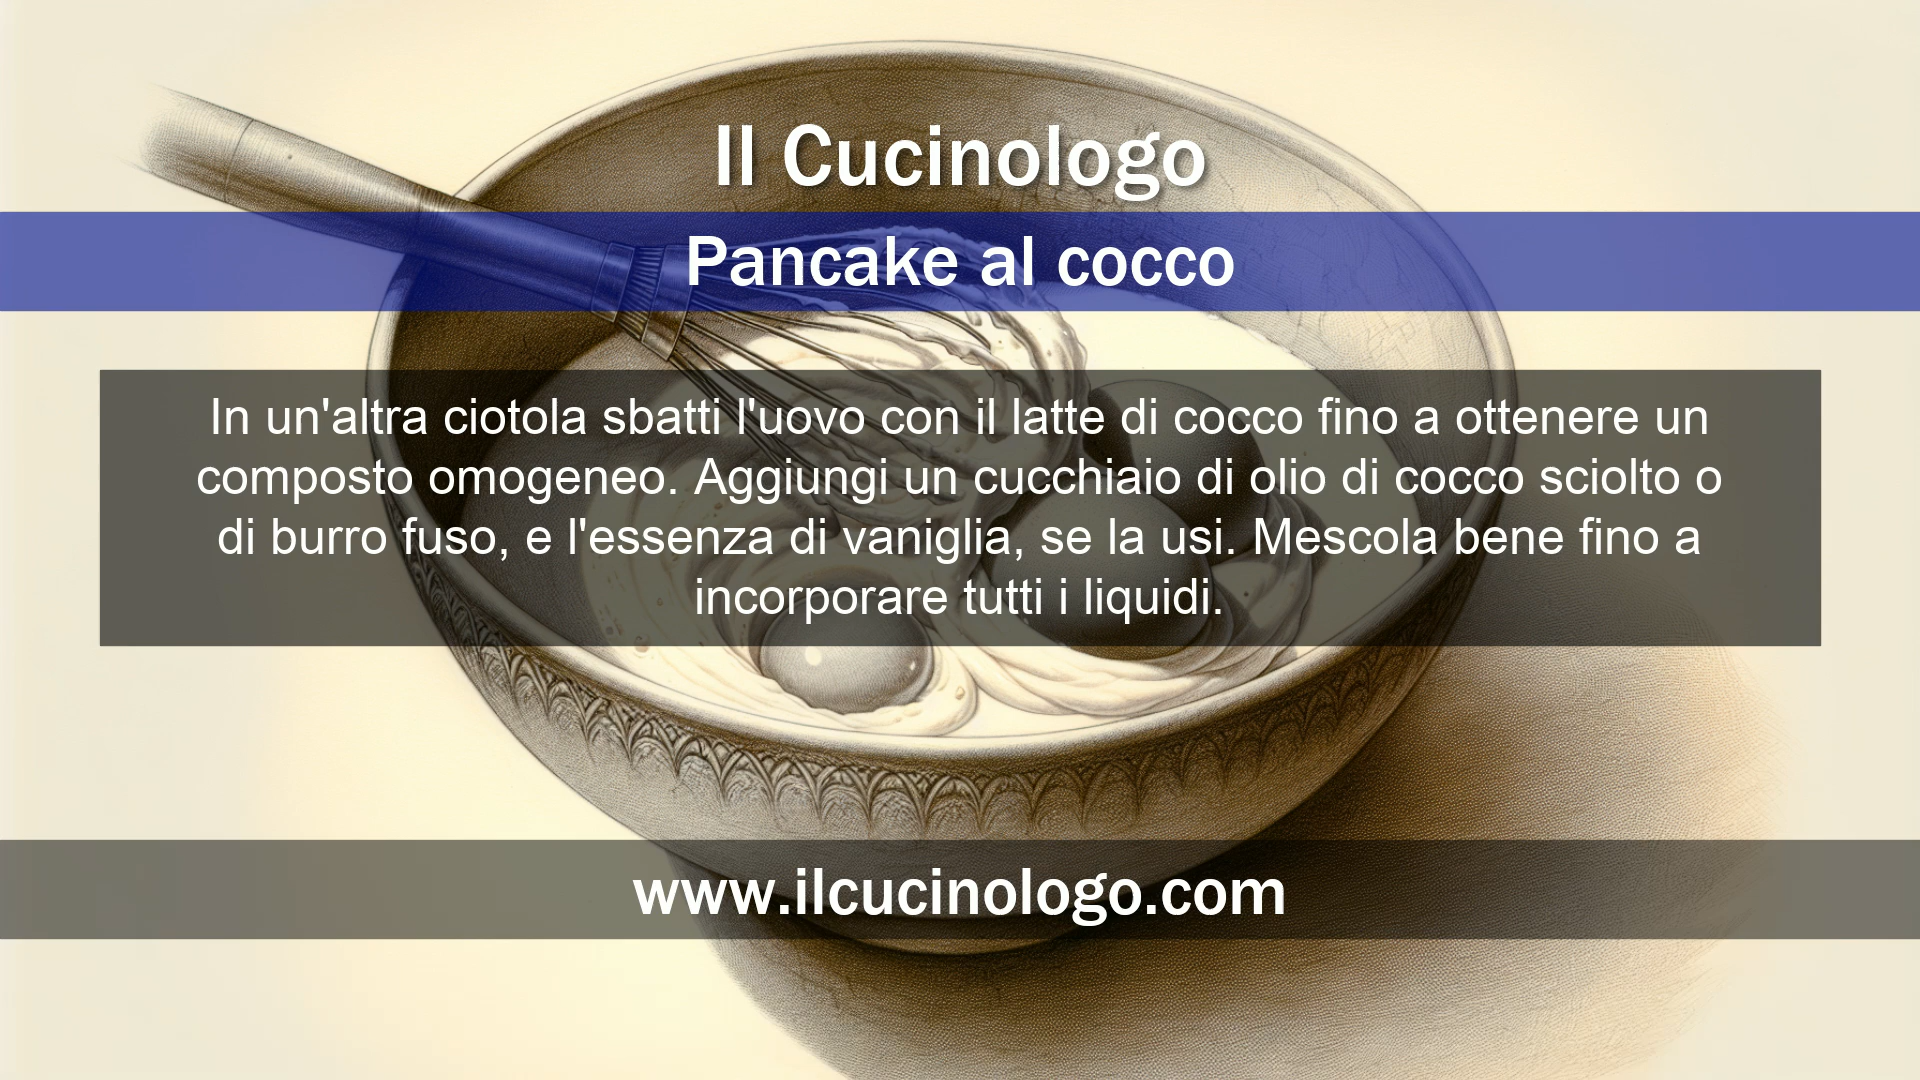 Il Cucinologo
Pancake al cocco
In un'altra ciotola sbatti l'uovo con il latte di cocco fino a ottenere un
composto omogeneo. Aggiungi un cucchiaio di olio di cocco sciolto o
di burro fuso, e l'essenza di vaniglia, se la usi. Mescola bene fino a
incorporare tutti i liquidi.
www.ilcucinologo.com